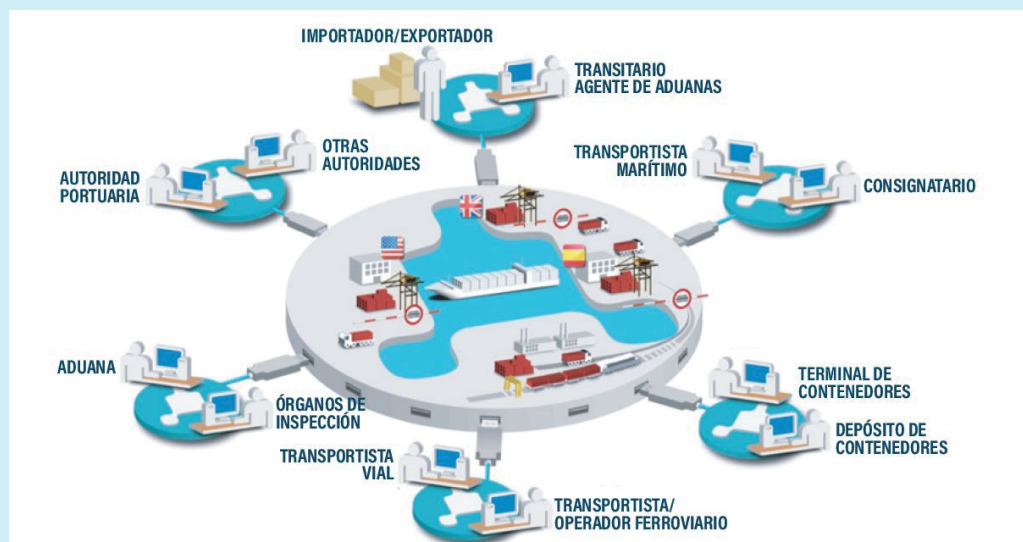 IMPORTADOR/EXPORTADOR
TRANSITARIO
AGENTE DE ADUANAS
OTRAS
AUTORIDADES
AUTORIDAD
PORTUARIA
TRANSPORTISTA
MARÍTIMO
CONSIGNATARIO
ADUANA
ÓRGANOS DE
INSPECCIÓN
TERMINAL DE
CONTENEDORES
DEPÓSITO DE
CONTENEDORES
TRANSPORTISTA
VIAL
TRANSPORTISTA/
OPERADOR FERROVIARIO